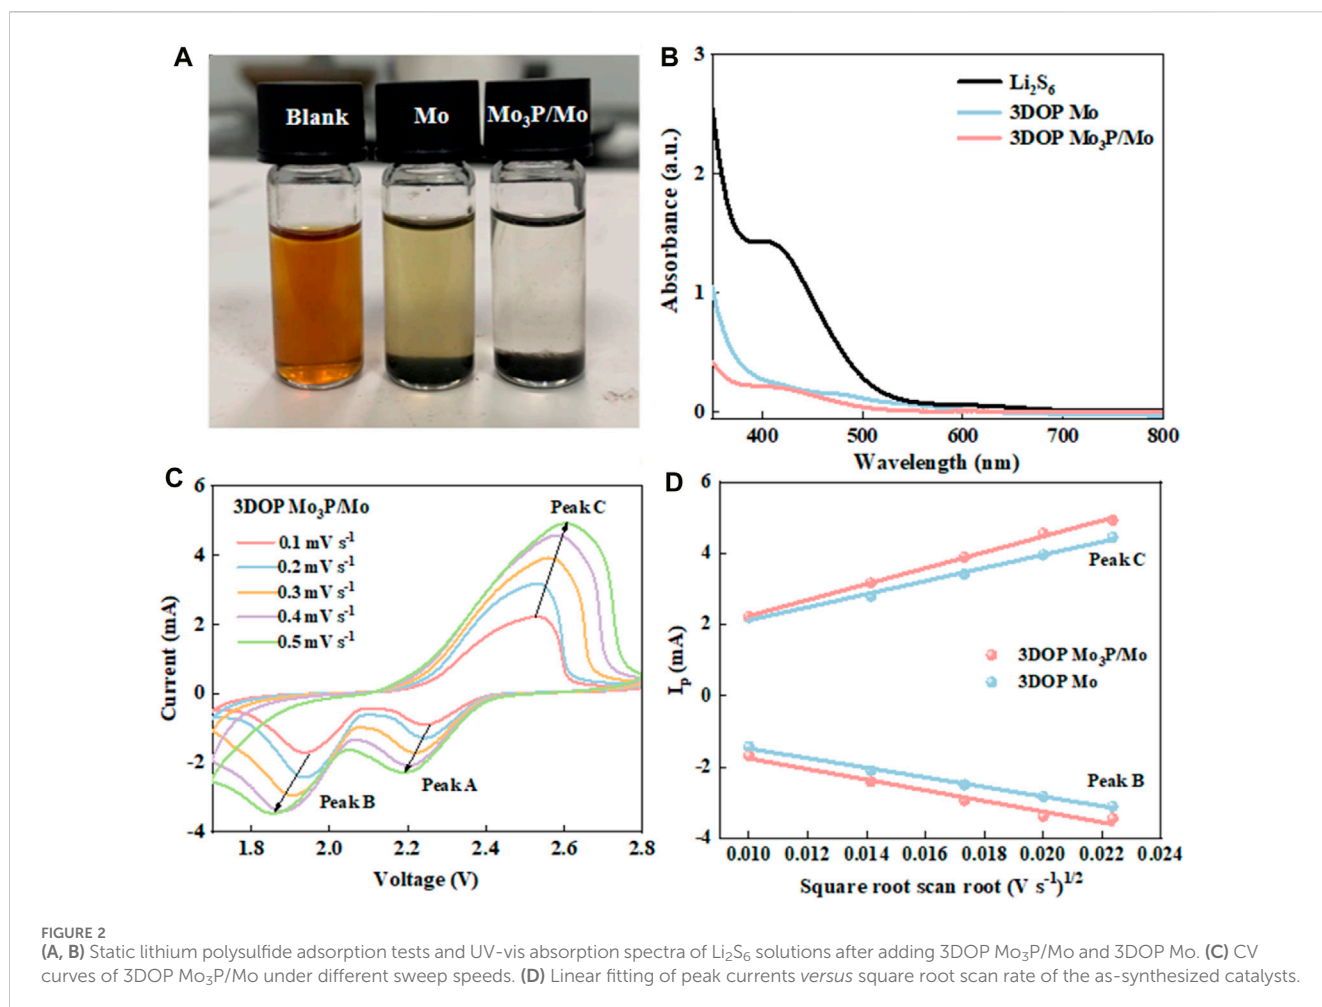 A
Blank
Mo
Mo₃P/Mo
B
3
2
1
0
Absorbance (a.u.)
Li₂S₆
3DOP Mo
3DOP Mo₃P/Mo
400
500
600
700
800
Wavelength (nm)
C
6
4
2
0
-2
-4
Current (mA)
3DOP Mo₃P/Mo
0.1 mV s⁻¹
0.2 mV s⁻¹
0.3 mV s⁻¹
0.4 mV s⁻¹
0.5 mV s⁻¹
Peak C
Peak A
Peak B
1.8
2.0
2.2
2.4
2.6
2.8
Voltage (V)
D
6
4
2
0
-2
-4
Iₚ (mA)
Peak C
3DOP Mo₃P/Mo
3DOP Mo
Peak B
0.010
0.012
0.014
0.016
0.018
0.020
0.022
0.024
Square root scan root (V s⁻¹)¹/²
FIGURE 2
(A, B) Static lithium polysulfide adsorption tests and UV-vis absorption spectra of Li₂S₆ solutions after adding 3DOP Mo₃P/Mo and 3DOP Mo. (C) CV
curves of 3DOP Mo₃P/Mo under different sweep speeds. (D) Linear fitting of peak currents versus square root scan rate of the as-synthesized catalysts.